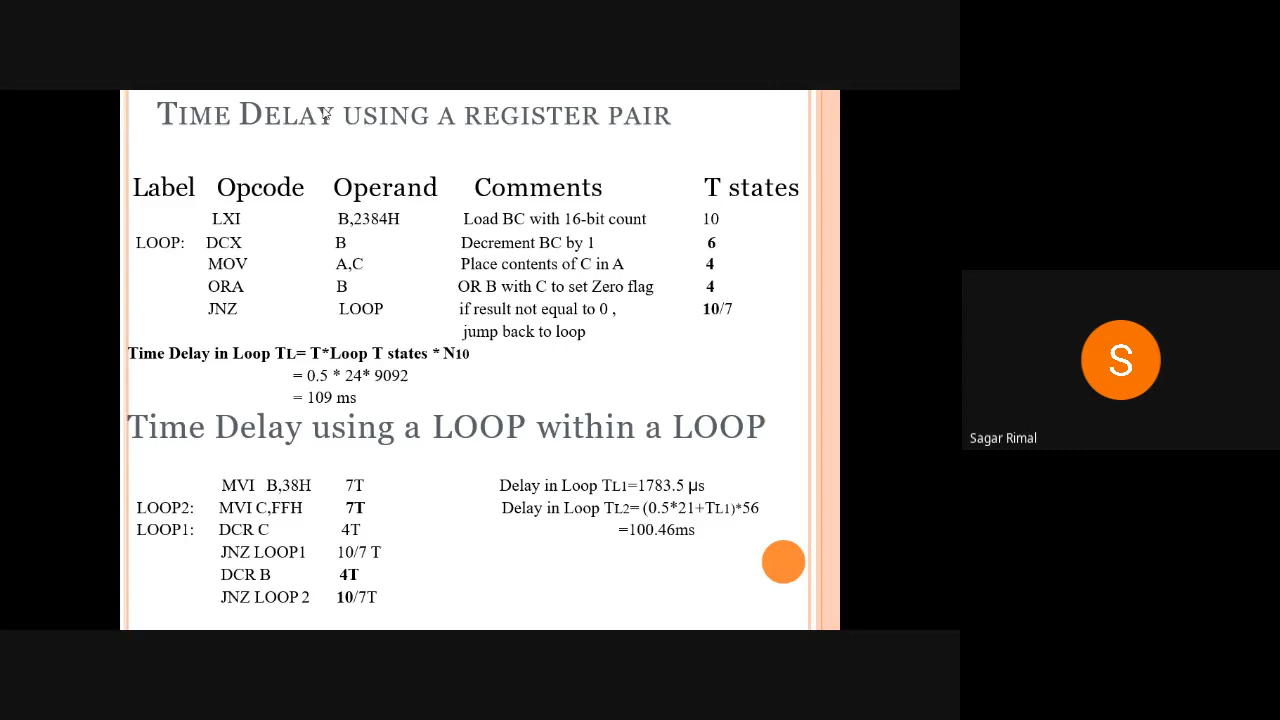 TIME DELAY USING A REGISTER PAIR
Label Opcode Operand Comments T states
LXI B,2384H Load BC with 16-bit count 10
LOOP: DCX B Decrement BC by 1 6
MOV A,C Place contents of C in A 4
ORA B OR B with C to set Zero flag 4
JNZ LOOP if result not equal to 0 , 10/7
jump back to loop
Time Delay in Loop TL= T*Loop T states * N10
= 0.5 * 24* 9092
= 109 ms
Time Delay using a LOOP within a LOOP
MVI B,38H 7T Delay in Loop TL1=1783.5 μs
LOOP2: MVI C,FFH 7T Delay in Loop TL2= (0.5*21+TL1)*56
LOOP1: DCR C 4T =100.46ms
JNZ LOOP1 10/7 T
DCR B 4T
JNZ LOOP 2 10/7T
S
Sagar Rimal